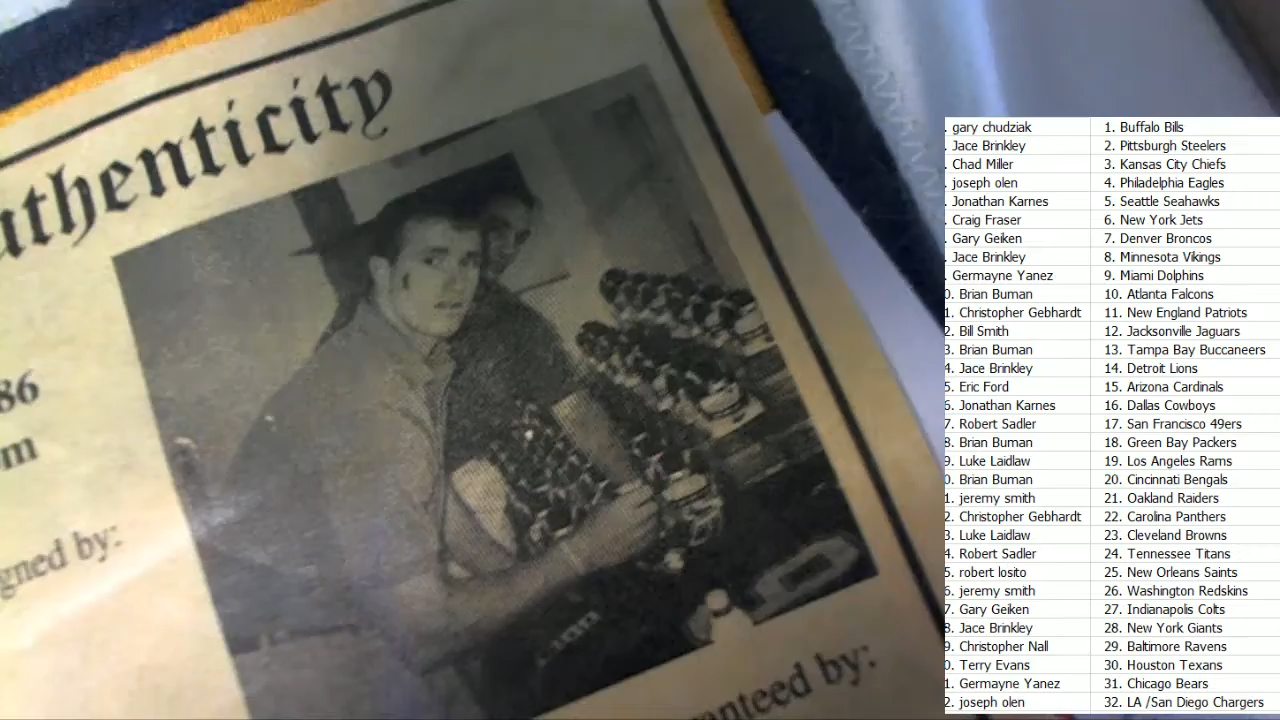 uthenticity
86
m
gned by:
nteed by:
. gary chudziak 1. Buffalo Bills
. Jace Brinkley 2. Pittsburgh Steelers
. Chad Miller 3. Kansas City Chiefs
. joseph olen 4. Philadelphia Eagles
. Jonathan Karnes 5. Seattle Seahawks
. Craig Fraser 6. New York Jets
. Gary Geiken 7. Denver Broncos
. Jace Brinkley 8. Minnesota Vikings
. Germayne Yanez 9. Miami Dolphins
0. Brian Buman 10. Atlanta Falcons
1. Christopher Gebhardt 11. New England Patriots
2. Bill Smith 12. Jacksonville Jaguars
3. Brian Buman 13. Tampa Bay Buccaneers
4. Jace Brinkley 14. Detroit Lions
5. Eric Ford 15. Arizona Cardinals
6. Jonathan Karnes 16. Dallas Cowboys
7. Robert Sadler 17. San Francisco 49ers
8. Brian Buman 18. Green Bay Packers
9. Luke Laidlaw 19. Los Angeles Rams
0. Brian Buman 20. Cincinnati Bengals
1. jeremy smith 21. Oakland Raiders
2. Christopher Gebhardt 22. Carolina Panthers
3. Luke Laidlaw 23. Cleveland Browns
4. Robert Sadler 24. Tennessee Titans
5. robert losito 25. New Orleans Saints
6. jeremy smith 26. Washington Redskins
7. Gary Geiken 27. Indianapolis Colts
8. Jace Brinkley 28. New York Giants
9. Christopher Nall 29. Baltimore Ravens
0. Terry Evans 30. Houston Texans
1. Germayne Yanez 31. Chicago Bears
2. joseph olen 32. LA /San Diego Chargers